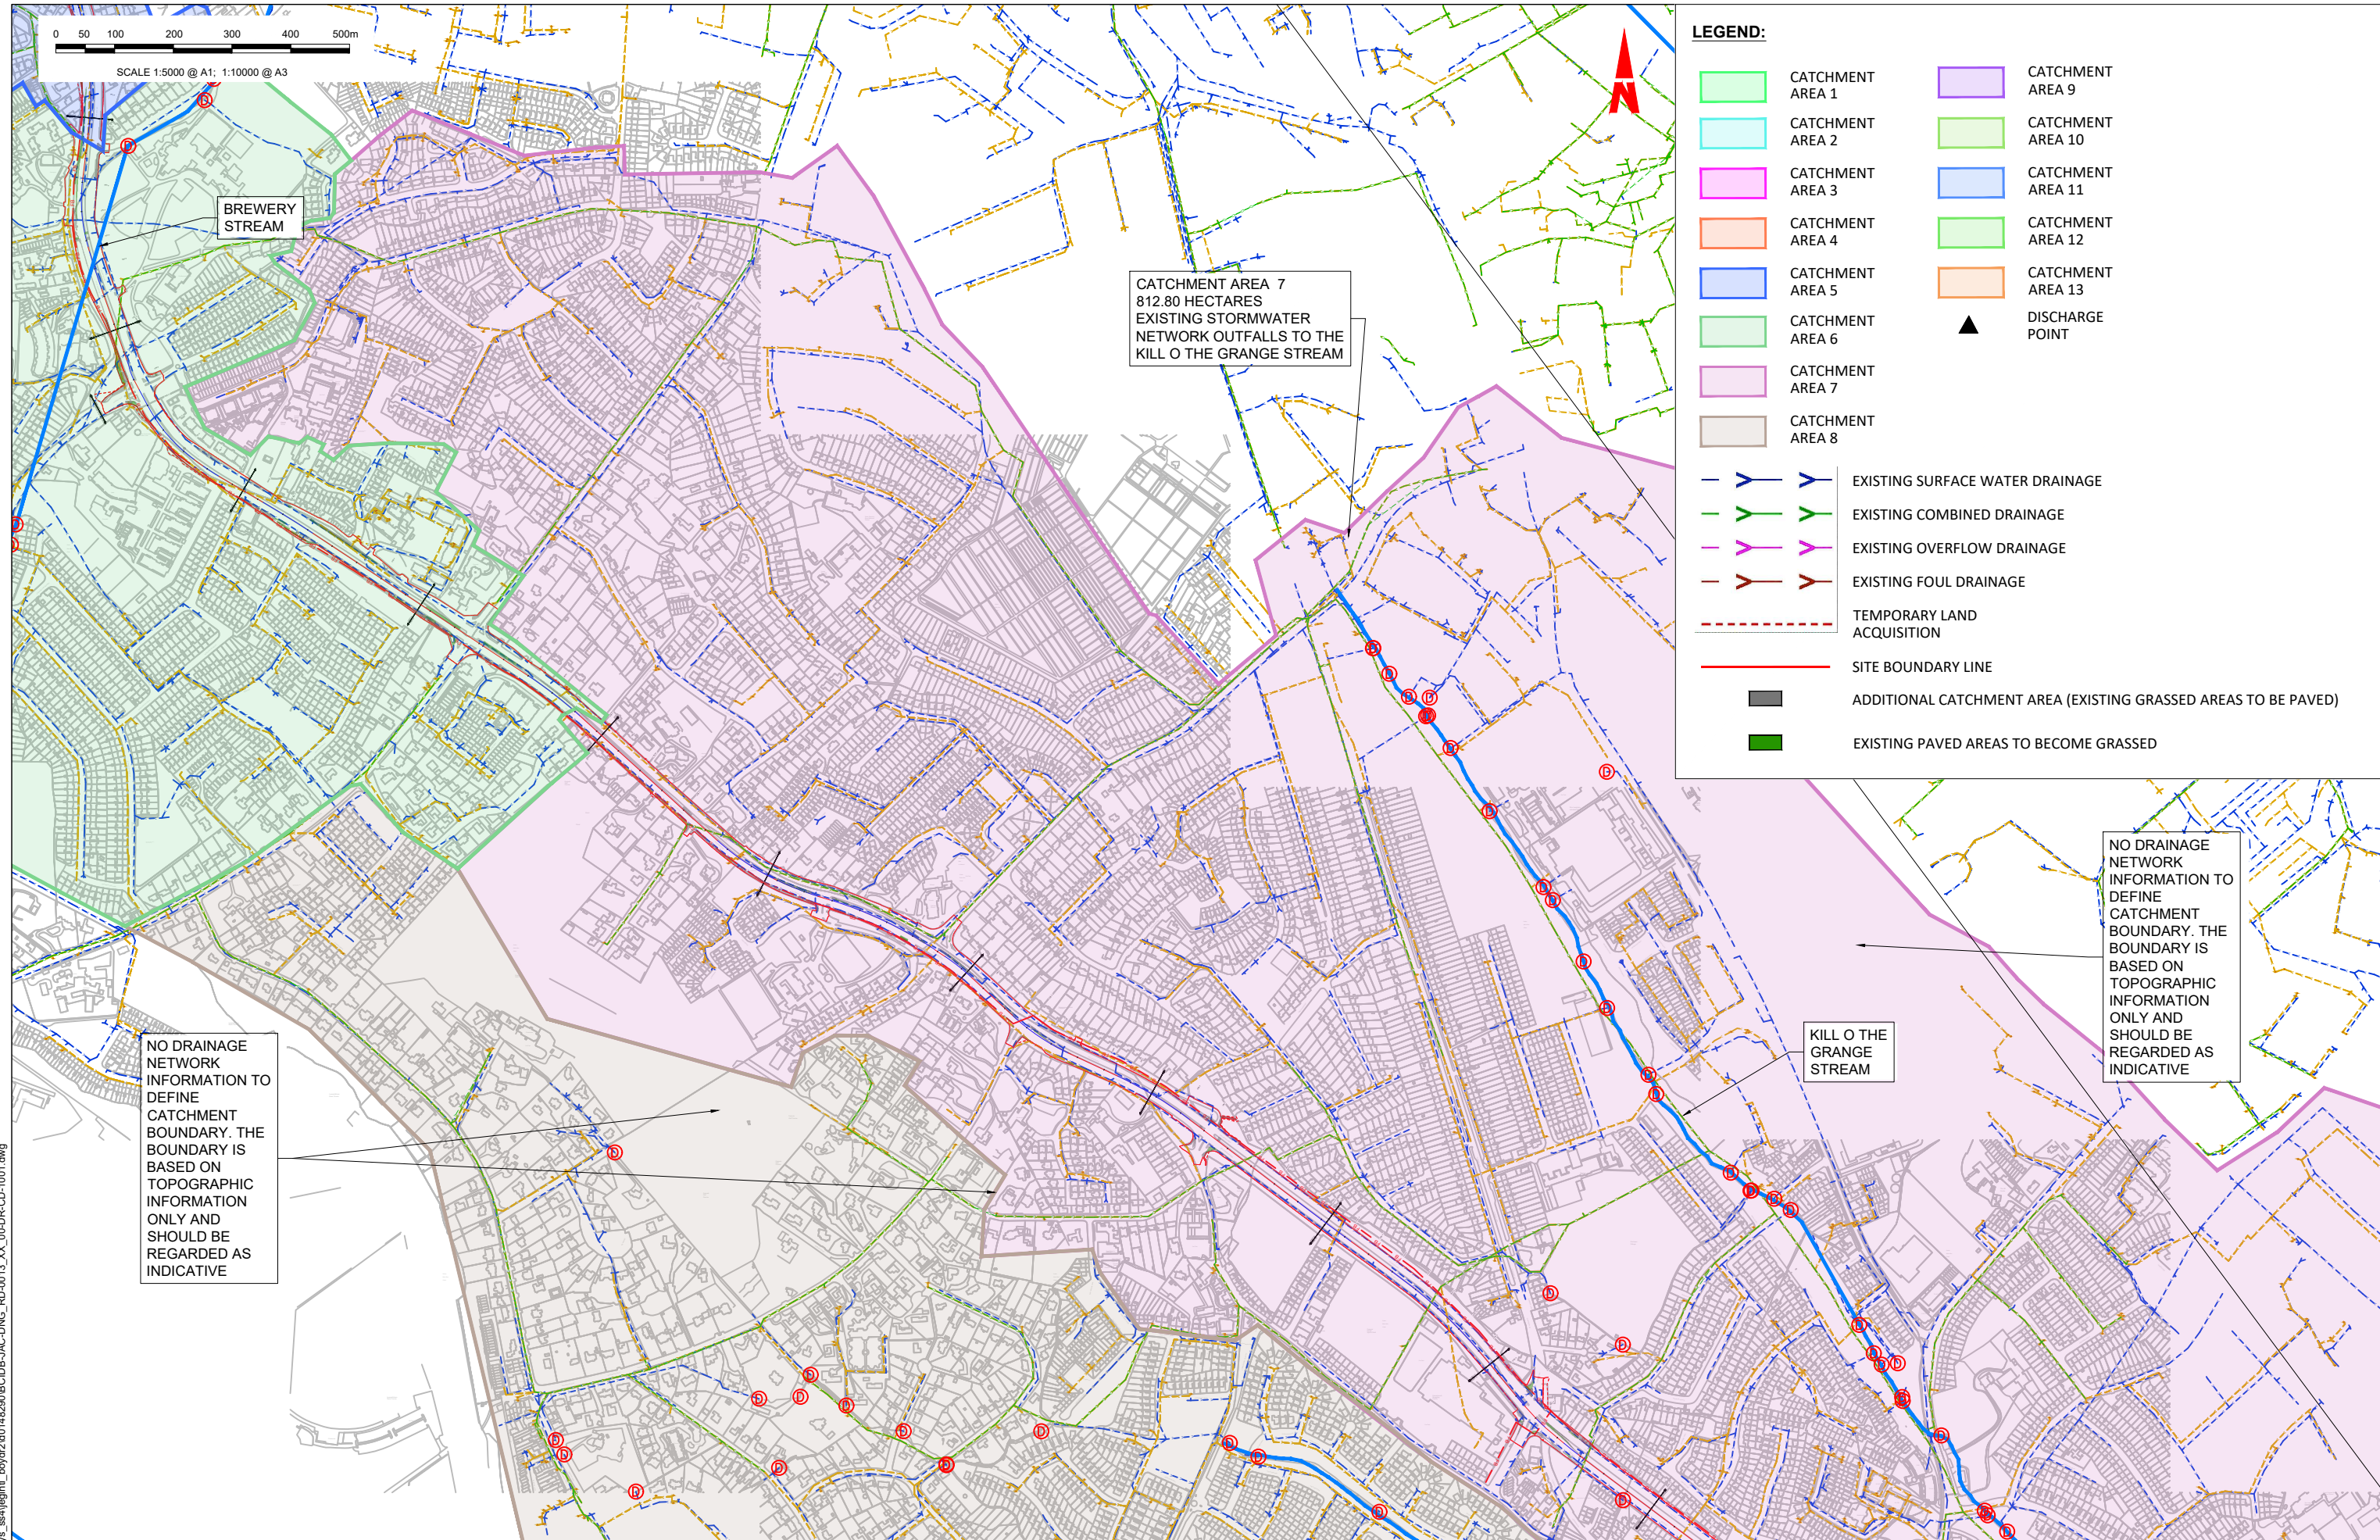 0 50 100 200 300 400 500m
SCALE 1:5000 @ A1; 1:10000 @ A3
BREWERY
STREAM
CATCHMENT AREA 7
812.80 HECTARES
EXISTING STORMWATER
NETWORK OUTFALLS TO THE
KILL O THE GRANGE STREAM
N
LEGEND:
CATCHMENT
AREA 1
CATCHMENT
AREA 2
CATCHMENT
AREA 3
CATCHMENT
AREA 4
CATCHMENT
AREA 5
CATCHMENT
AREA 6
CATCHMENT
AREA 7
CATCHMENT
AREA 8
CATCHMENT
AREA 9
CATCHMENT
AREA 10
CATCHMENT
AREA 11
CATCHMENT
AREA 12
CATCHMENT
AREA 13
DISCHARGE
POINT
EXISTING SURFACE WATER DRAINAGE
EXISTING COMBINED DRAINAGE
EXISTING OVERFLOW DRAINAGE
EXISTING FOUL DRAINAGE
TEMPORARY LAND
ACQUISITION
SITE BOUNDARY LINE
ADDITIONAL CATCHMENT AREA (EXISTING GRASSED AREAS TO BE PAVED)
EXISTING PAVED AREAS TO BECOME GRASSED
NO DRAINAGE
NETWORK
INFORMATION TO
DEFINE
CATCHMENT
BOUNDARY. THE
BOUNDARY IS
BASED ON
TOPOGRAPHIC
INFORMATION
ONLY AND
SHOULD BE
REGARDED AS
INDICATIVE
KILL O THE
GRANGE
STREAM
NO DRAINAGE
NETWORK
INFORMATION TO
DEFINE
CATCHMENT
BOUNDARY. THE
BOUNDARY IS
BASED ON
TOPOGRAPHIC
INFORMATION
ONLY AND
SHOULD BE
REGARDED AS
INDICATIVE